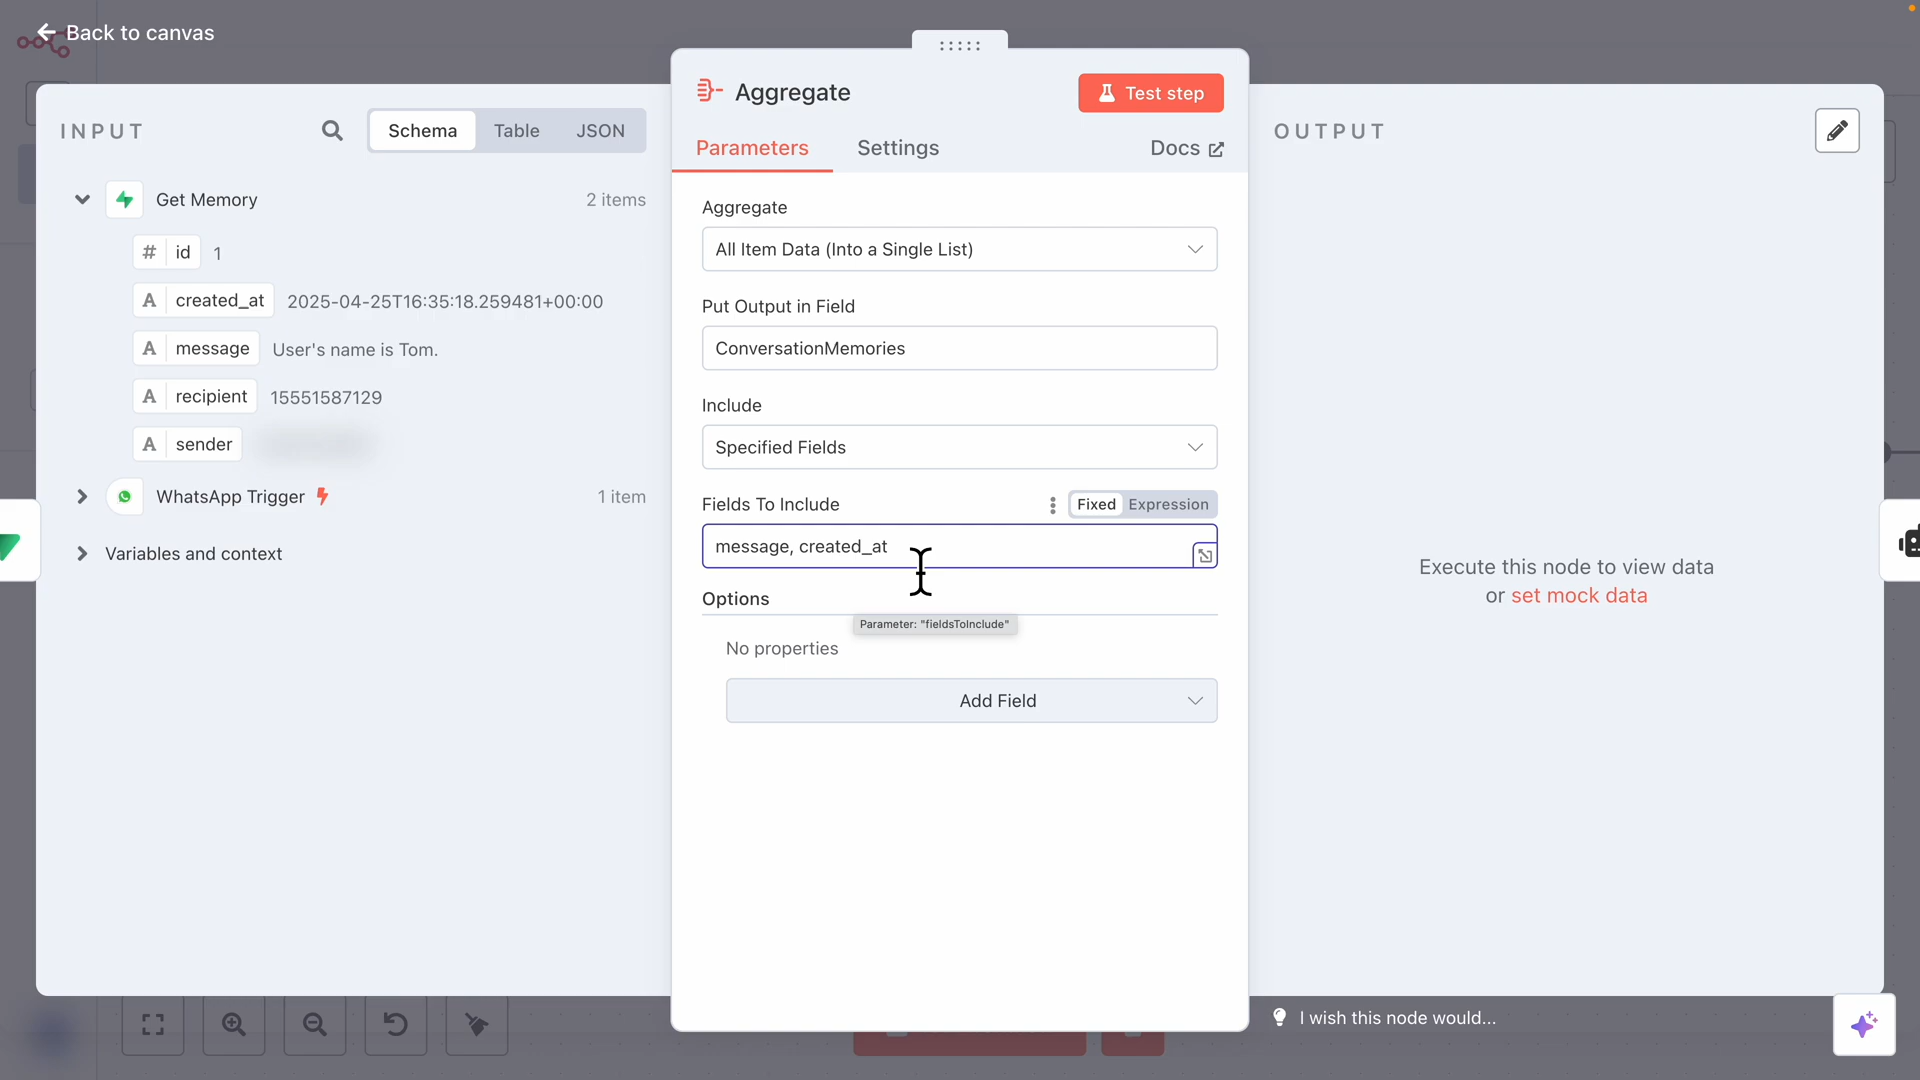 Back to canvas
INPUT
Schema
Table
JSON
Get Memory
2 items
# id 1
A created_at 2025-04-25T16:35:18.259481+00:00
A message User's name is Tom.
A recipient 15551587129
A sender
WhatsApp Trigger
1 item
Variables and context
Aggregate
Test step
Parameters
Settings
Docs
Aggregate
All Item Data (Into a Single List)
Put Output in Field
ConversationMemories
Include
Specified Fields
Fields To Include
Fixed
Expression
message, created_at
Options
Parameter: "fieldsToInclude"
No properties
Add Field
OUTPUT
Execute this node to view data
or set mock data
I wish this node would...